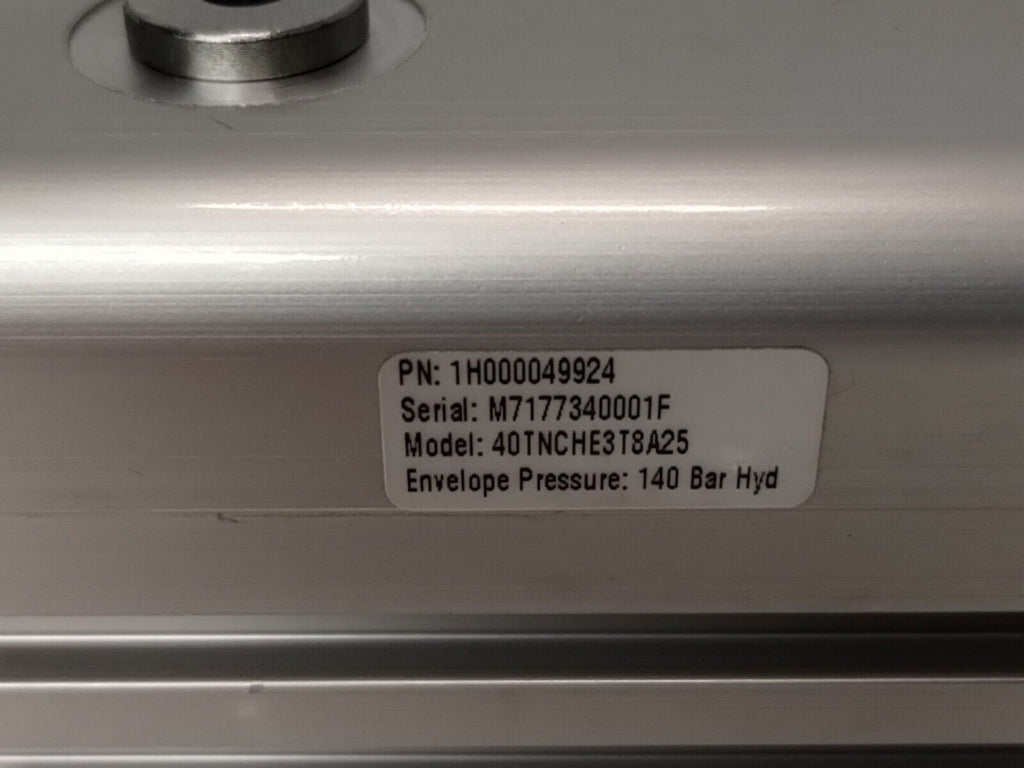 PN: 1H000049924
Serial: M7177340001F
Model: 40TNCHE3T8A25
Envelope Pressure: 140 Bar Hyd